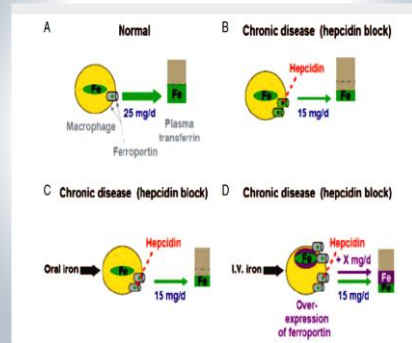 A
Normal
Fe
25 mg/d
Fe
Macrophage
Plasma
transferrin
Ferroportin
B
Chronic disease (hepcidin block)
Hepcidin
Fe
15 mg/d
Fe
C
Chronic disease (hepcidin block)
Hepcidin
Oral iron
Fe
15 mg/d
Fe
D
Chronic disease (hepcidin block)
Hepcidin
Fe
+ X mg/d
I.V. iron
Fe
15 mg/d
Fe
Over-
expression
of ferroportin